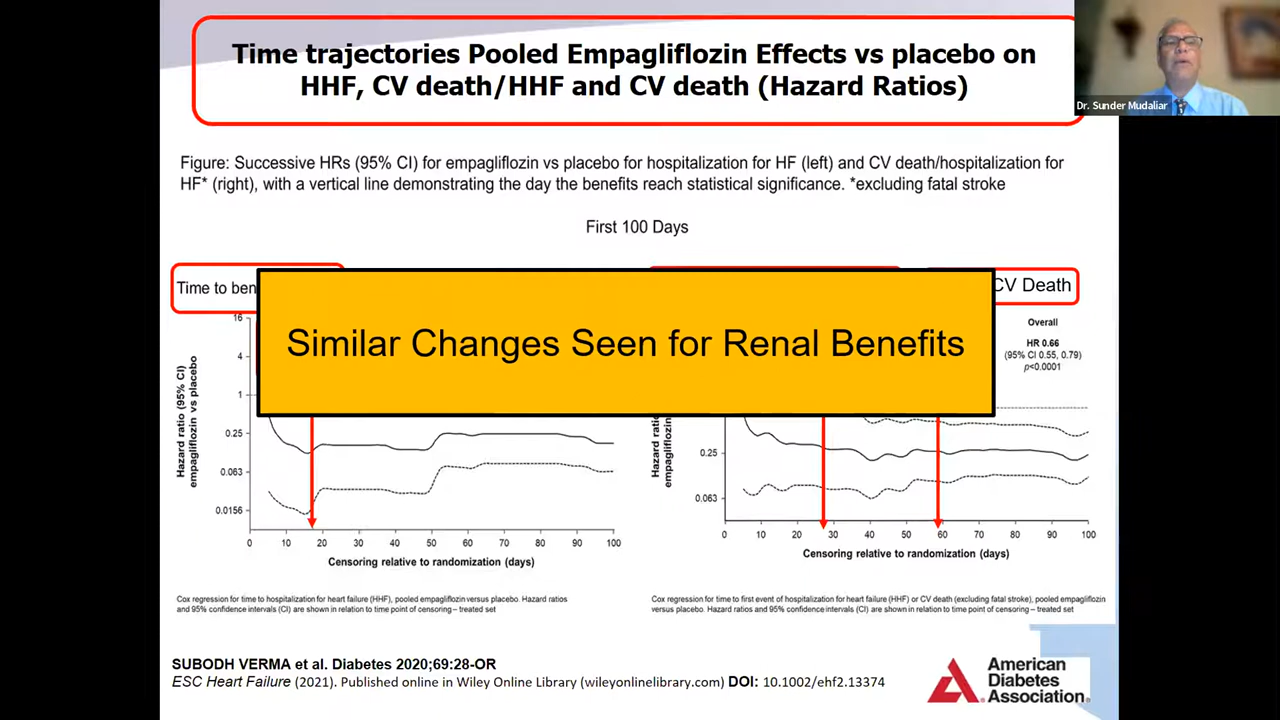 Time trajectories Pooled Empagliflozin Effects vs placebo on
HHF, CV death/HHF and CV death (Hazard Ratios)
Dr. Sunder Mudaliar
Figure: Successive HRs (95% CI) for empagliflozin vs placebo for hospitalization for HF (left) and CV death/hospitalization for
HF* (right), with a vertical line demonstrating the day the benefits reach statistical significance. *excluding fatal stroke
First 100 Days
Time to ben
CV Death
Similar Changes Seen for Renal Benefits
Overall
HR 0.66
(95% CI 0.55, 0.79)
p<0.0001
Hazard ratio (95% CI)
empagliflozin vs placebo
16
4
1
0.25
0.063
0.0156
0 10 20 30 40 50 60 70 80 90 100
Censoring relative to randomization (days)
Hazard ratio
empagliflozin
0.25
0.063
0 10 20 30 40 50 60 70 80 90 100
Censoring relative to randomization (days)
Cox regression for time to hospitalization for heart failure (HHF), pooled empagliflozin versus placebo. Hazard ratios
and 95% confidence intervals (CI) are shown in relation to time point of censoring – treated set
Cox regression for time to first event of hospitalization for heart failure (HHF) or CV death (excluding fatal stroke), pooled empagliflozin
versus placebo. Hazard ratios and 95% confidence intervals (CI) are shown in relation to time point of censoring – treated set
SUBODH VERMA et al. Diabetes 2020;69:28-OR
ESC Heart Failure (2021). Published online in Wiley Online Library (wileyonlinelibrary.com) DOI: 10.1002/ehf2.13374
American
Diabetes
Association®